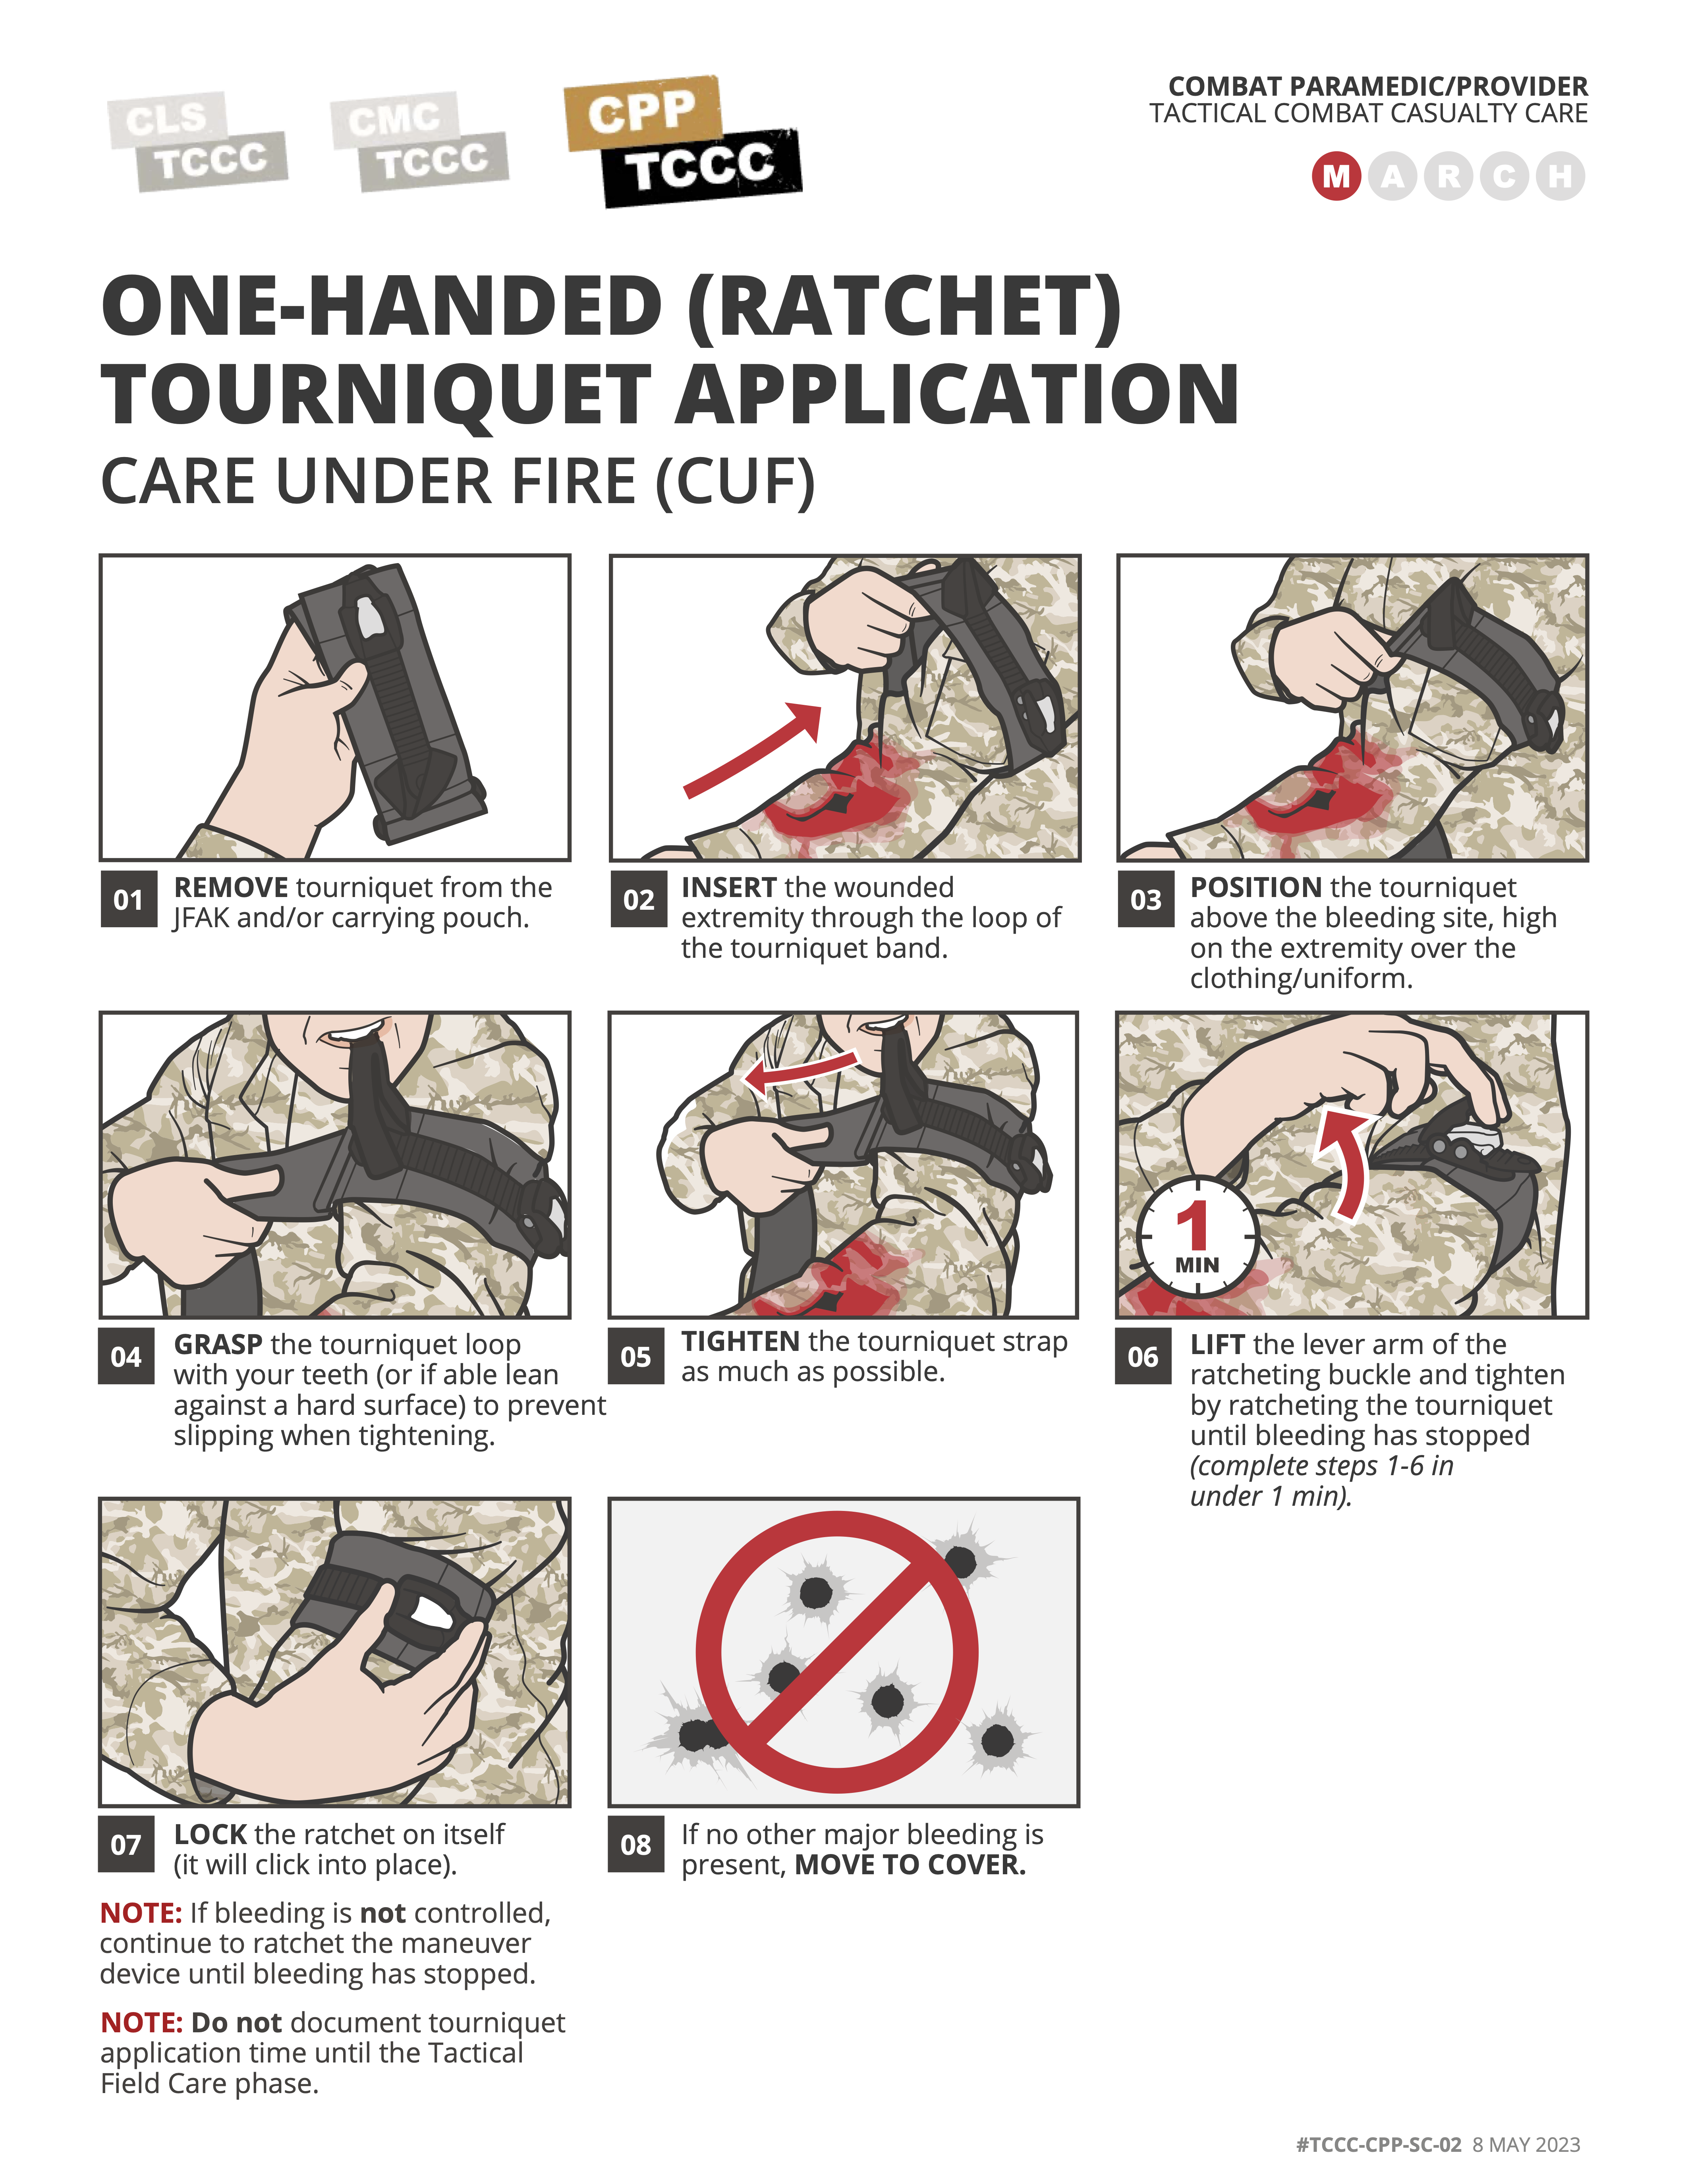 CLS
TCCC
CMC
TCCC
CPP
TCCC
COMBAT PARAMEDIC/PROVIDER
TACTICAL COMBAT CASUALTY CARE
M A R C H
ONE-HANDED (RATCHET)
TOURNIQUET APPLICATION
CARE UNDER FIRE (CUF)
01
REMOVE tourniquet from the
JFAK and/or carrying pouch.
02
INSERT the wounded
extremity through the loop of
the tourniquet band.
03
POSITION the tourniquet
above the bleeding site, high
on the extremity over the
clothing/uniform.
04
GRASP the tourniquet loop
with your teeth (or if able lean
against a hard surface) to prevent
slipping when tightening.
05
TIGHTEN the tourniquet strap
as much as possible.
1
MIN
06
LIFT the lever arm of the
ratcheting buckle and tighten
by ratcheting the tourniquet
until bleeding has stopped
(complete steps 1-6 in
under 1 min).
07
LOCK the ratchet on itself
(it will click into place).
08
If no other major bleeding is
present, MOVE TO COVER.
NOTE: If bleeding is not controlled,
continue to ratchet the maneuver
device until bleeding has stopped.
NOTE: Do not document tourniquet
application time until the Tactical
Field Care phase.
#TCCC-CPP-SC-02 8 MAY 2023